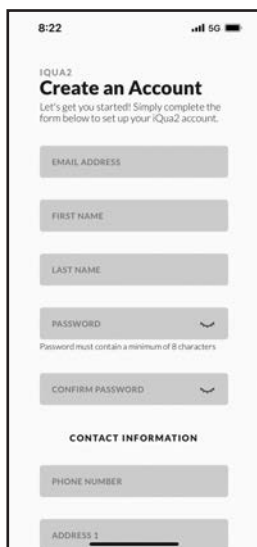 8:22
5G
IQUA2
Create an Account
Let's get you started! Simply complete the
form below to set up your iQua2 account.
EMAIL ADDRESS
FIRST NAME
LAST NAME
PASSWORD
Password must contain a minimum of 8 characters
CONFIRM PASSWORD
CONTACT INFORMATION
PHONE NUMBER
ADDRESS 1